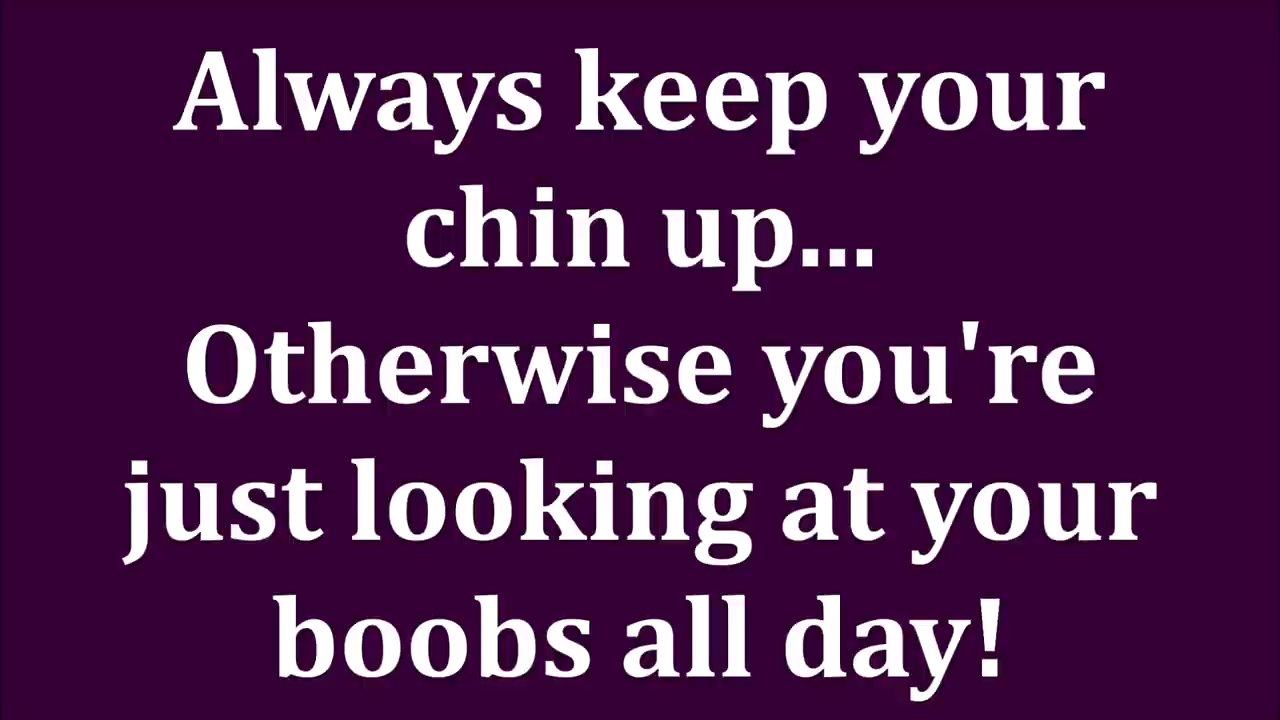 Always keep your
chin up...
Otherwise you're
just looking at your
boobs all day!